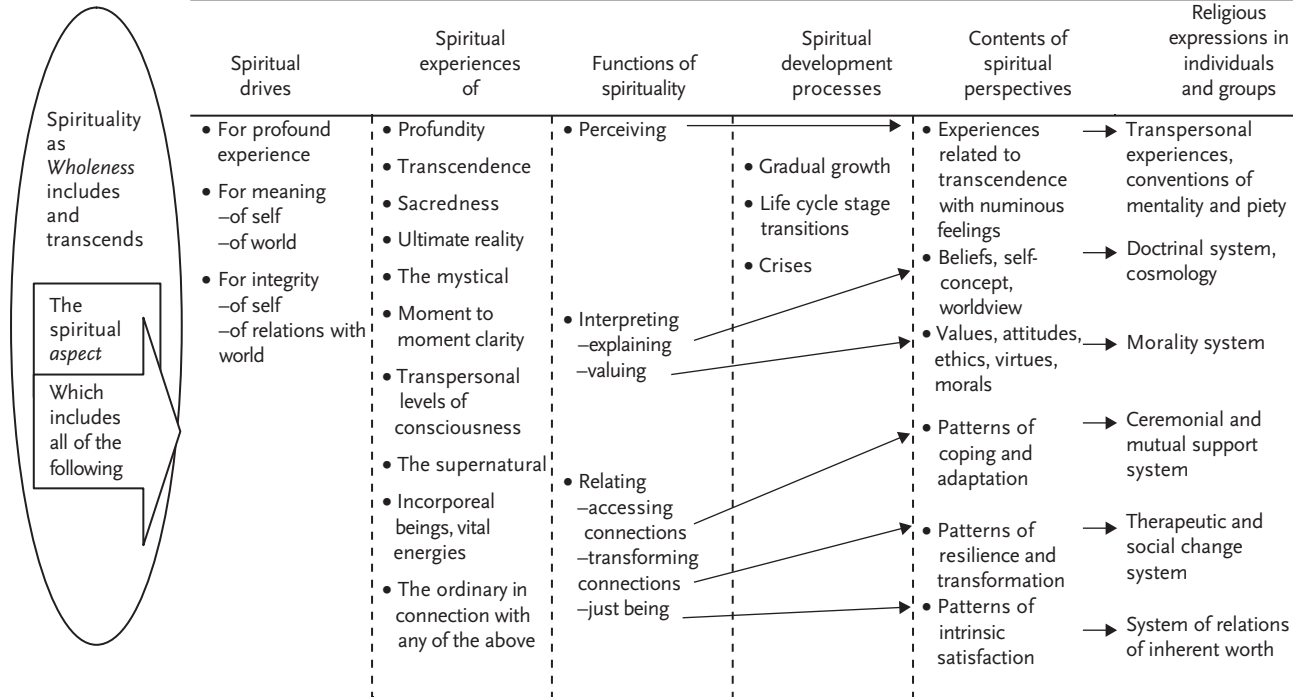 Spirituality
as
Wholeness
includes
and
transcends
The
spiritual
aspect
Which
includes
all of the
following
Spiritual
drives
• For profound
experience
• For meaning
–of self
–of world
• For integrity
–of self
–of relations with
world
Spiritual
experiences
of
• Profundity
• Transcendence
• Sacredness
• Ultimate reality
• The mystical
• Moment to
moment clarity
• Transpersonal
levels of
consciousness
• The supernatural
• Incorporeal
beings, vital
energies
• The ordinary in
connection with
any of the above
Functions of
spirituality
• Perceiving
• Interpreting
–explaining
–valuing
• Relating
–accessing
connections
–transforming
connections
–just being
Spiritual
development
processes
• Gradual growth
• Life cycle stage
transitions
• Crises
Contents of
spiritual
perspectives
• Experiences
related to
transcendence
with numinous
feelings
• Beliefs, self-
concept,
worldview
• Values, attitudes,
ethics, virtues,
morals
• Patterns of
coping and
adaptation
• Patterns of
resilience and
transformation
• Patterns of
intrinsic
satisfaction
Religious
expressions in
individuals
and groups
Transpersonal
experiences,
conventions of
mentality and piety
Doctrinal system,
cosmology
Morality system
Ceremonial and
mutual support
system
Therapeutic and
social change
system
System of relations
of inherent worth